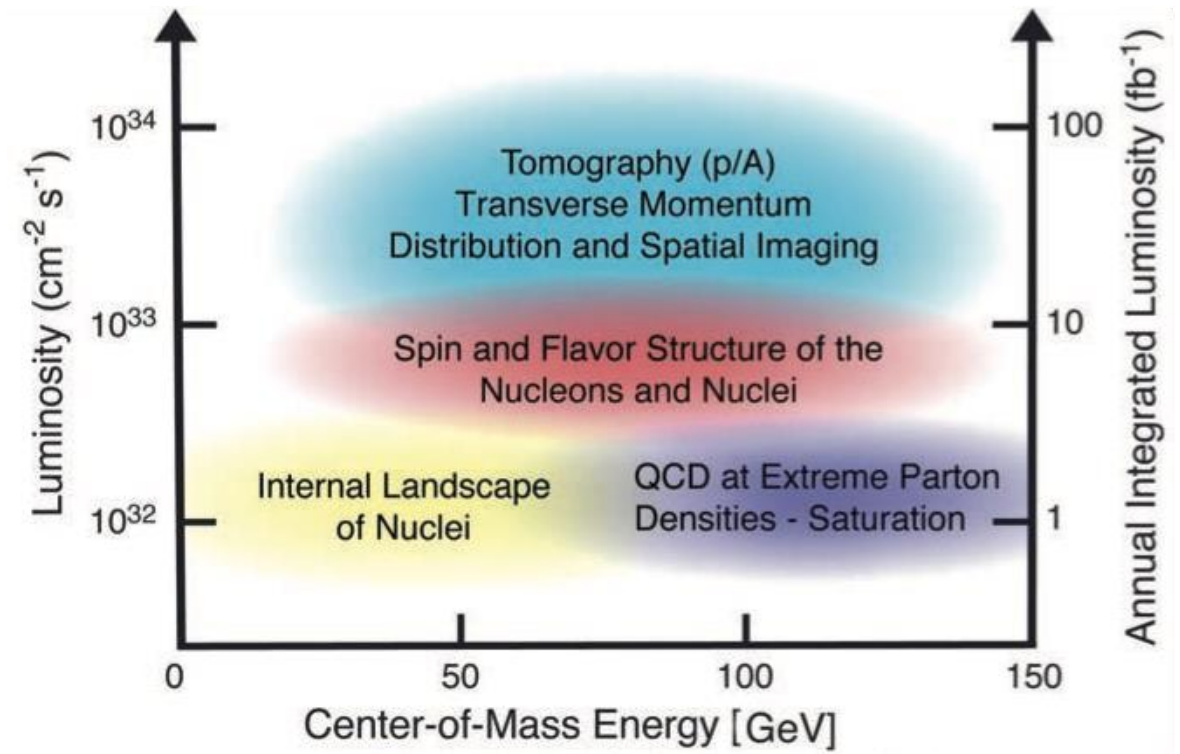 Luminosity (cm⁻² s⁻¹)
10³⁴
10³³
10³²
Tomography (p/A)
Transverse Momentum
Distribution and Spatial Imaging
Spin and Flavor Structure of the
Nucleons and Nuclei
Internal Landscape
of Nuclei
QCD at Extreme Parton
Densities - Saturation
100
10
1
Annual Integrated Luminosity (fb⁻¹)
0
50
100
150
Center-of-Mass Energy [GeV]